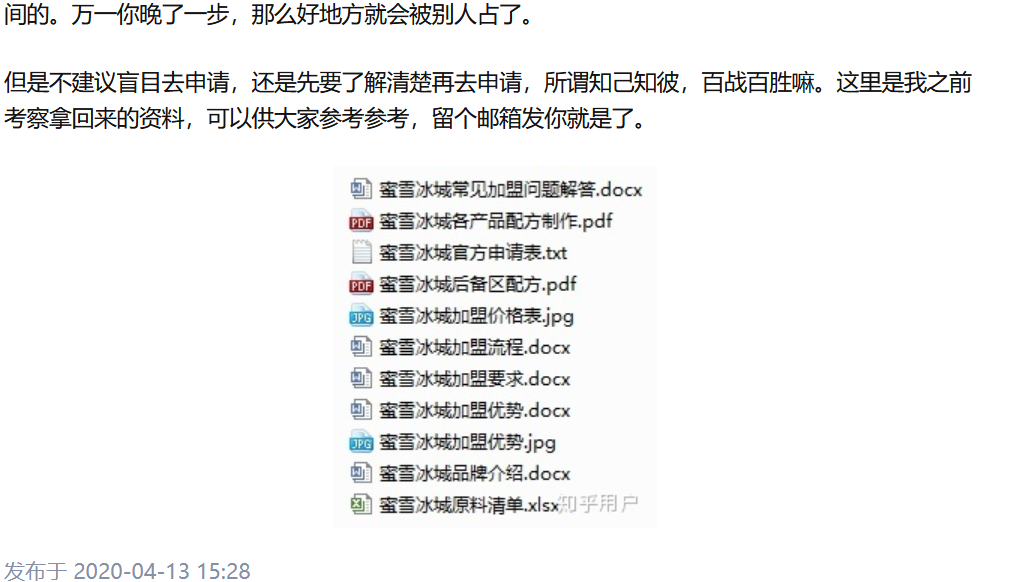 间的。万一你晚了一步，那么好地方就会被别人占了。
但是不建议盲目去申请，还是先要了解清楚再去申请，所谓知己知彼，百战百胜嘛。这里是我之前
考察拿回来的资料，可以供大家参考参考，留个邮箱发你就是了。
蜜雪冰城常见加盟问题解答.docx
PDF 蜜雪冰城各产品配方制作.pdf
蜜雪冰城官方申请表.txt
PDF 蜜雪冰城后备区配方.pdf
JPG 蜜雪冰城加盟价格表.jpg
蜜雪冰城加盟流程.docx
蜜雪冰城加盟要求.docx
蜜雪冰城加盟优势.docx
JPG 蜜雪冰城加盟优势.jpg
蜜雪冰城品牌介绍.docx
蜜雪冰城原料清单.xlsx 知乎用户
发布于 2020-04-13 15:28